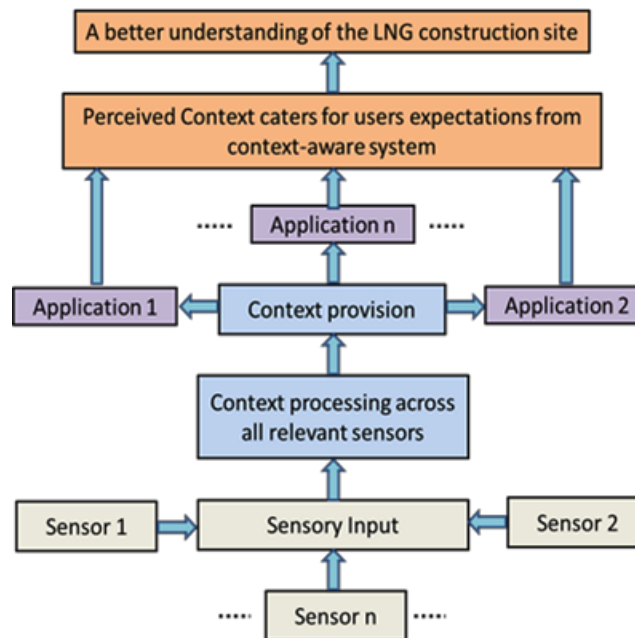 A better understanding of the LNG construction site
Perceived Context caters for users expectations from
context-aware system
..... Application n .....
Application 1
Context provision
Application 2
Context processing across
all relevant sensors
Sensor 1
Sensory Input
Sensor 2
..... Sensor n .....